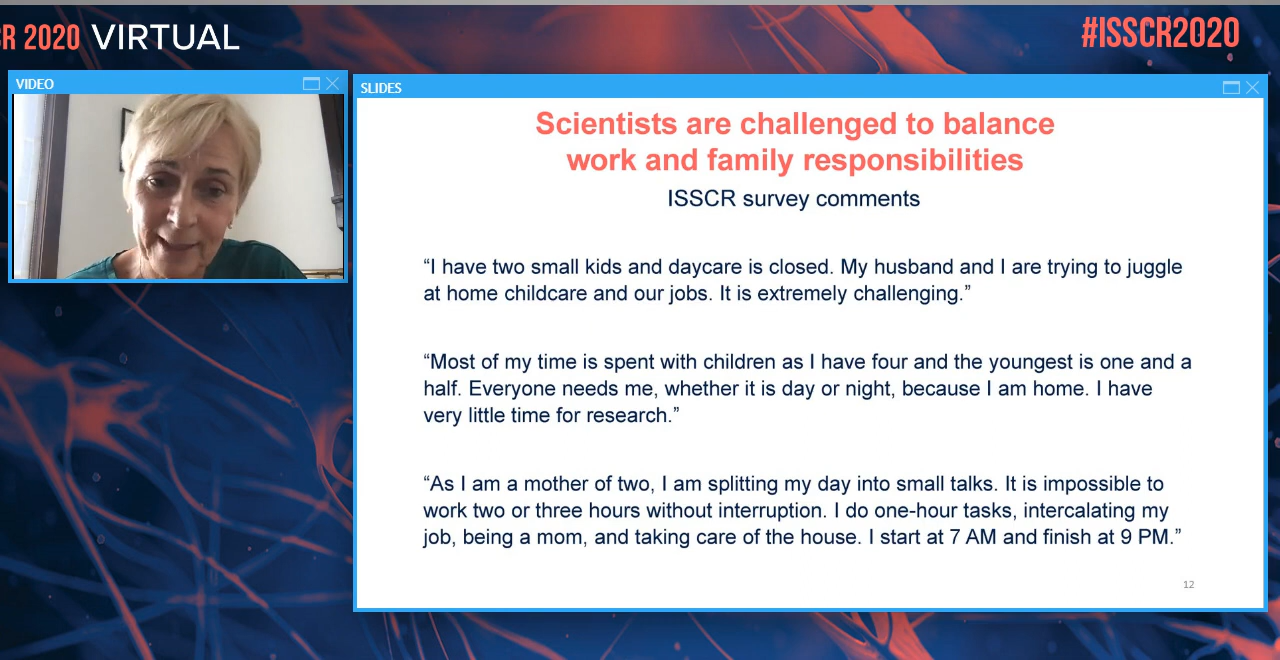 CR 2020 VIRTUAL
#ISSCR2020
VIDEO
SLIDES
Scientists are challenged to balance
work and family responsibilities
ISSCR survey comments
“I have two small kids and daycare is closed. My husband and I are trying to juggle
at home childcare and our jobs. It is extremely challenging.”
“Most of my time is spent with children as I have four and the youngest is one and a
half. Everyone needs me, whether it is day or night, because I am home. I have
very little time for research.”
“As I am a mother of two, I am splitting my day into small talks. It is impossible to
work two or three hours without interruption. I do one-hour tasks, intercalating my
job, being a mom, and taking care of the house. I start at 7 AM and finish at 9 PM.”
12